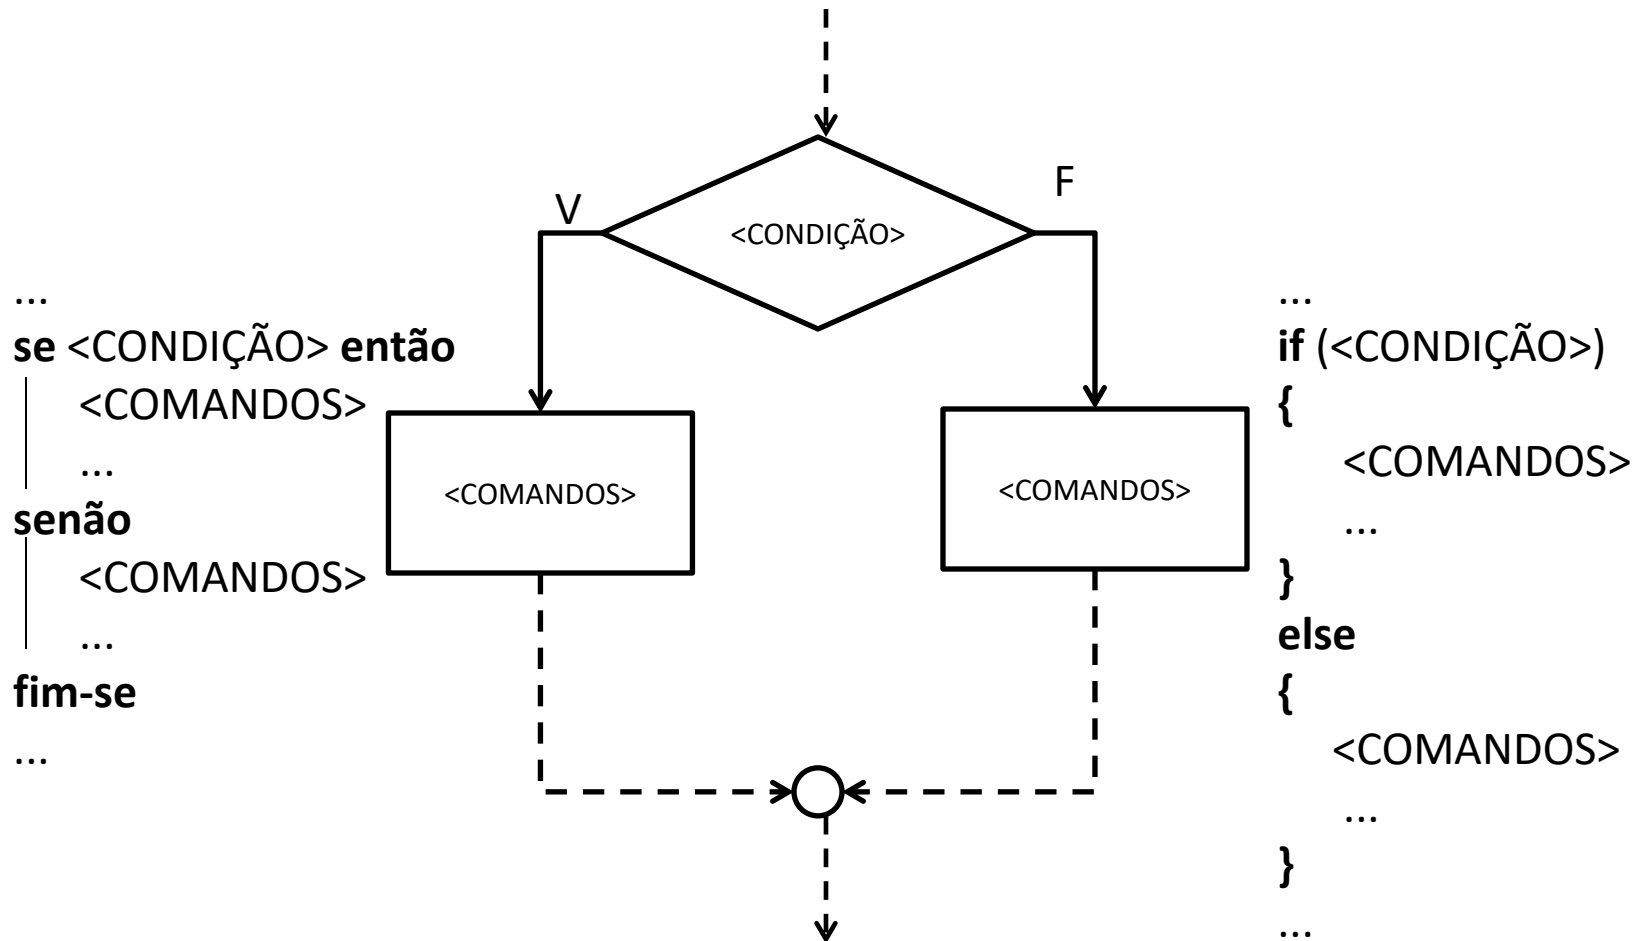 ...
se <CONDIÇÃO> então
<COMANDOS>
...
senão
<COMANDOS>
...
fim-se
...
V
F
<CONDIÇÃO>
<COMANDOS>
<COMANDOS>
...
if (<CONDIÇÃO>)
{
<COMANDOS>
...
}
else
{
<COMANDOS>
...
}
...